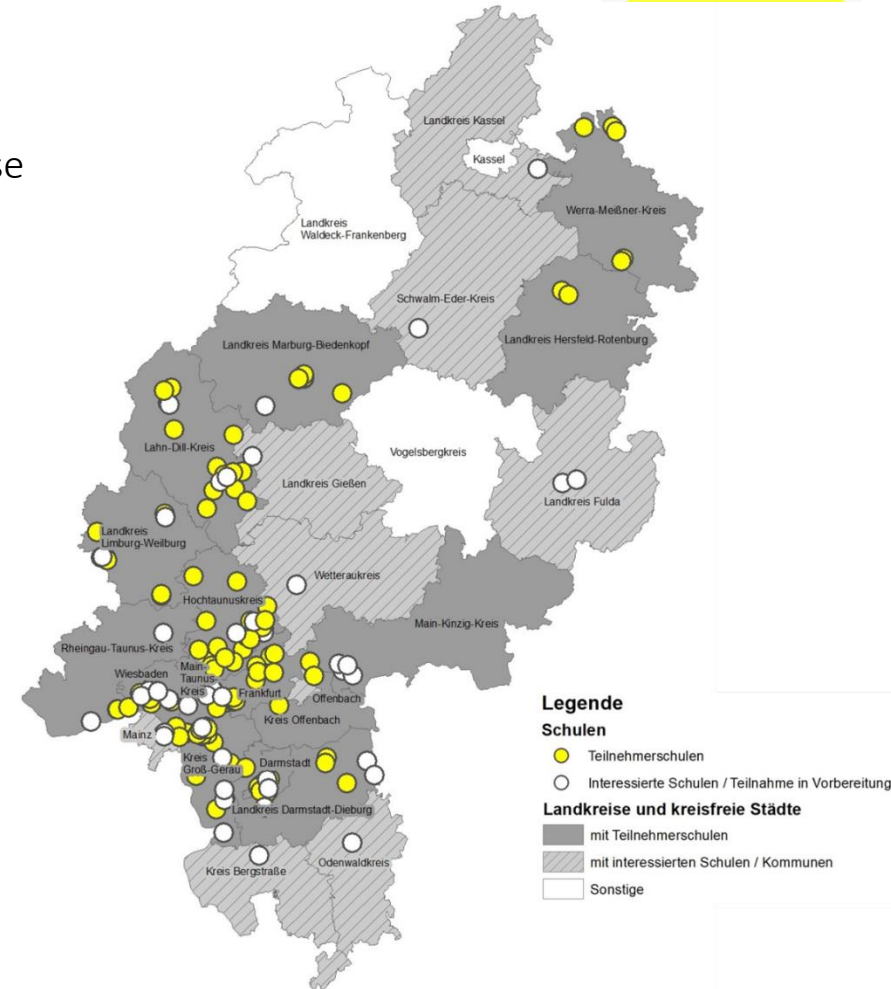 se
Landkreis Kassel
Kassel
Werra-Meißner-Kreis
Landkreis
Waldeck-Frankenberg
Schwalm-Eder-Kreis
Landkreis Hersfeld-Rotenburg
Landkreis Marburg-Biedenkopf
Lahn-Dill-Kreis
Vogelsbergkreis
Landkreis Gießen
Landkreis Fulda
Landkreis
Limburg-Weilburg
Wetteraukreis
Hochtaunuskreis
Main-Kinzig-Kreis
Rheingau-Taunus-Kreis
Main-
Taunus-
Kreis
Wiesbaden
Frankfurt
Offenbach
Kreis Offenbach
Mainz
Kreis
Groß-Gerau
Darmstadt
Landkreis Darmstadt-Dieburg
Odenwaldkreis
Kreis Bergstraße
Legende
Schulen
Teilnehmerschulen
Interessierte Schulen / Teilnahme in Vorbereitung
Landkreise und kreisfreie Städte
mit Teilnehmerschulen
mit interessierten Schulen / Kommunen
Sonstige